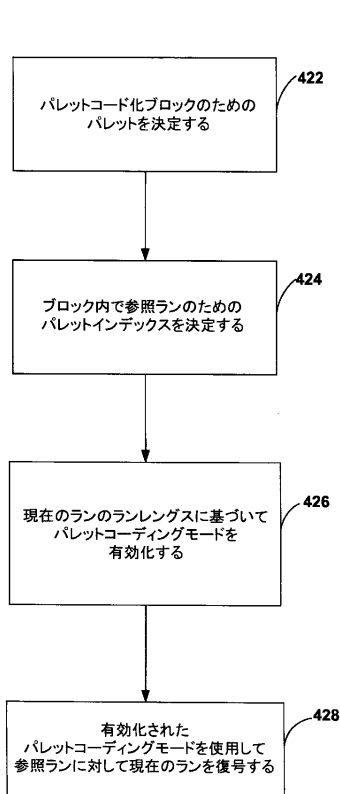 422
パレットコード化ブロックのための
パレットを決定する
424
ブロック内で参照ランのための
パレットインデックスを決定する
426
現在のランのランレングスに基づいて
パレットコーディングモードを
有効化する
428
有効化された
パレットコーディングモードを使用して
参照ランに対して現在のランを復号する